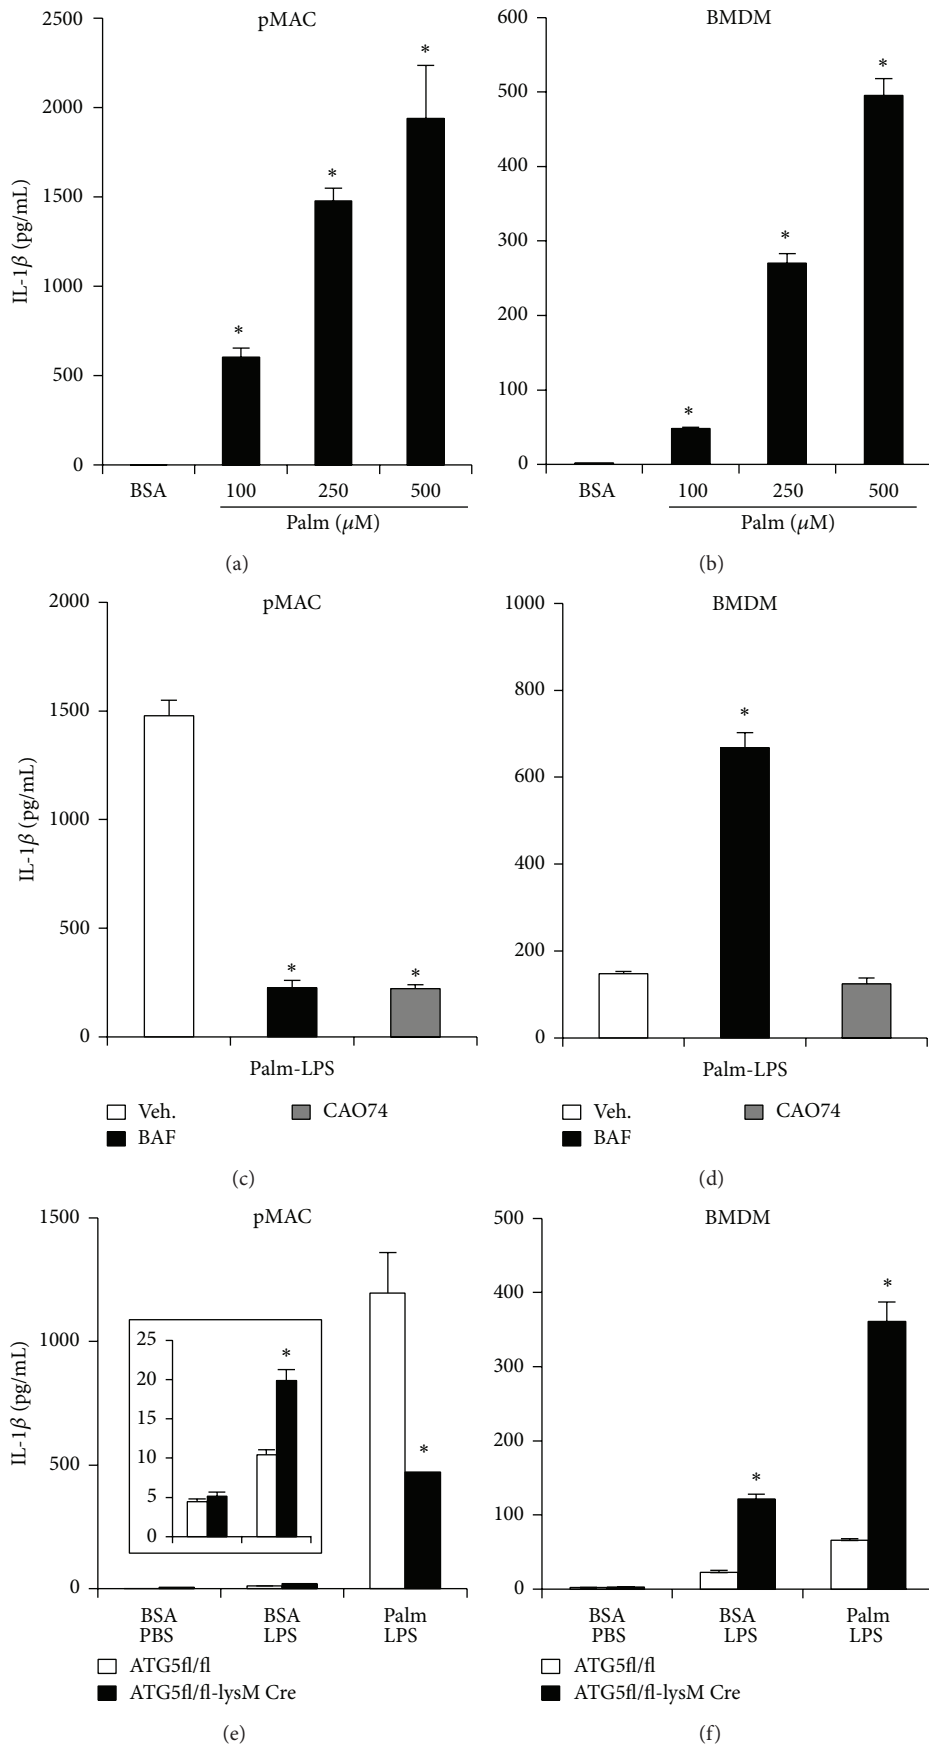 pMAC
2500
2000
1500
1000
500
0
IL-1β (pg/mL)
*
*
*
BSA 100 250 500
Palm (μM)
(a)
BMDM
600
500
400
300
200
100
0
*
*
*
BSA 100 250 500
Palm (μM)
(b)
pMAC
2000
1500
1000
500
0
IL-1β (pg/mL)
* *
Palm-LPS
Veh. CAO74
BAF
(c)
BMDM
1000
800
600
400
200
0
*
Palm-LPS
Veh. CAO74
BAF
(d)
pMAC
1500
1000
500
0
IL-1β (pg/mL)
25
20
15
10
5
0
*
*
BSA BSA Palm
PBS LPS LPS
ATG5fl/fl
ATG5fl/fl-lysM Cre
(e)
BMDM
500
400
300
200
100
0
*
*
BSA BSA Palm
PBS LPS LPS
ATG5fl/fl
ATG5fl/fl-lysM Cre
(f)